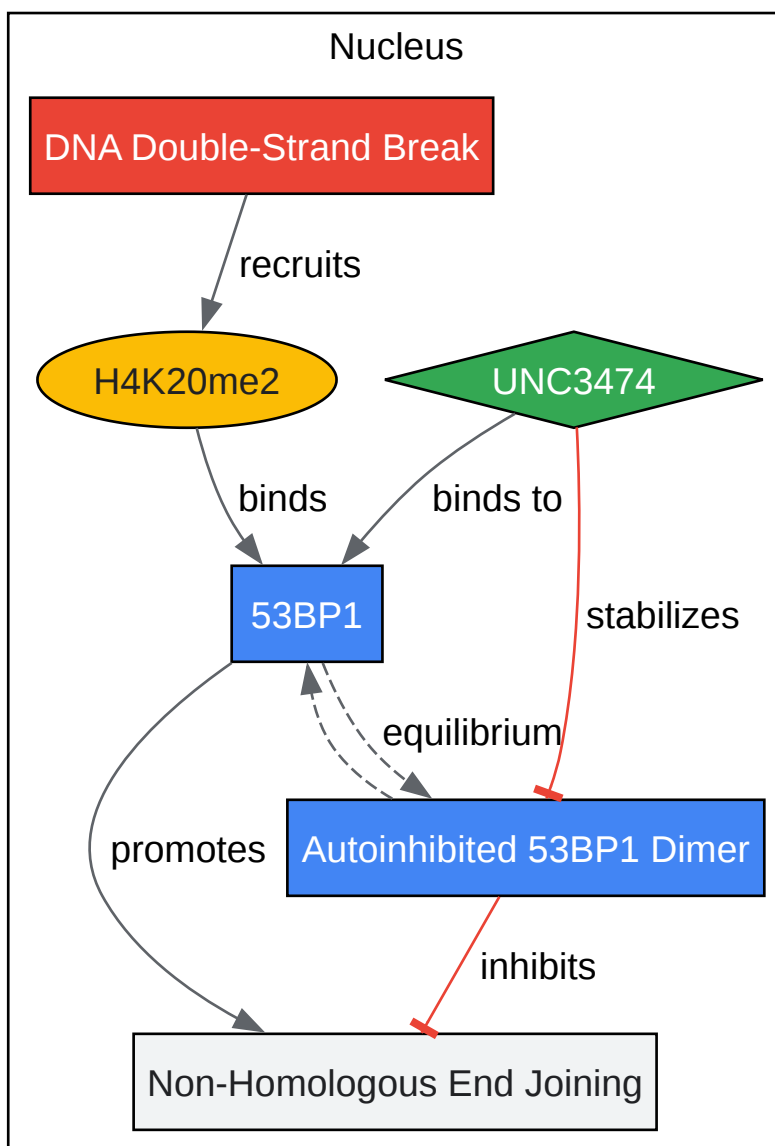 Nucleus
DNA Double-Strand Break
recruits
H4K20me2
UNC3474
binds
binds to
53BP1
stabilizes
equilibrium
promotes
Autoinhibited 53BP1 Dimer
inhibits
Non-Homologous End Joining